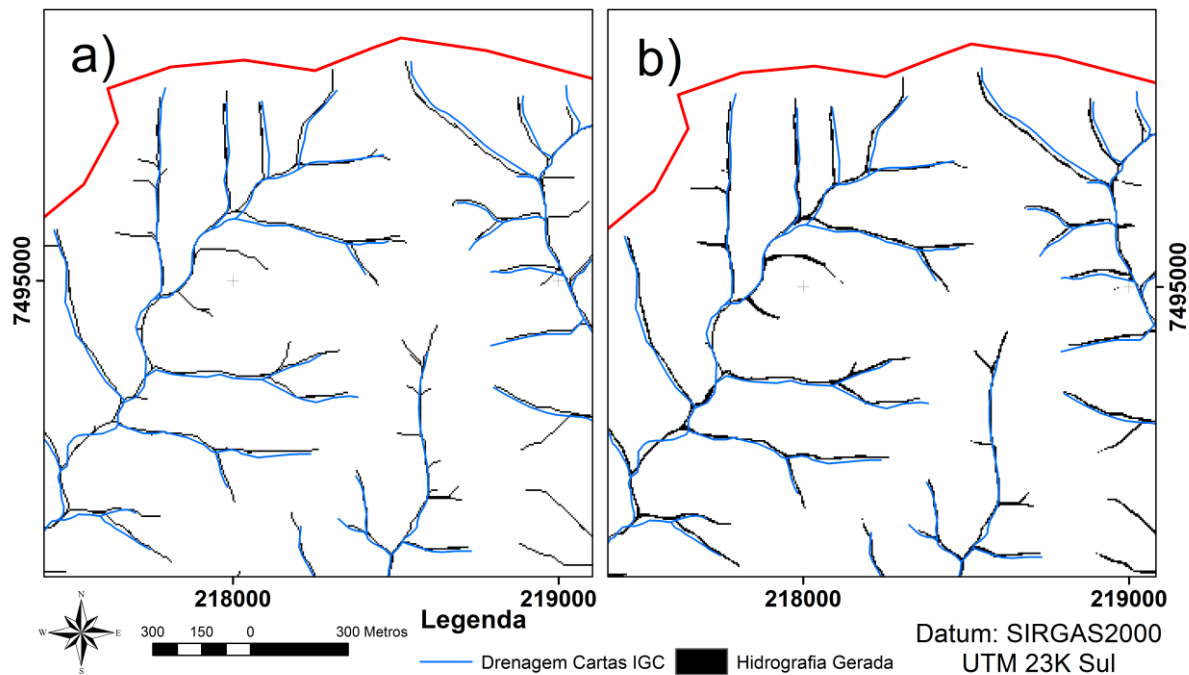 a)
b)
7495000
7495000
218000
219000
218000
219000
N
W
E
S
300 150 0 300 Metros
Legenda
Drenagem Cartas IGC
Hidrografia Gerada
Datum: SIRGAS2000
UTM 23K Sul